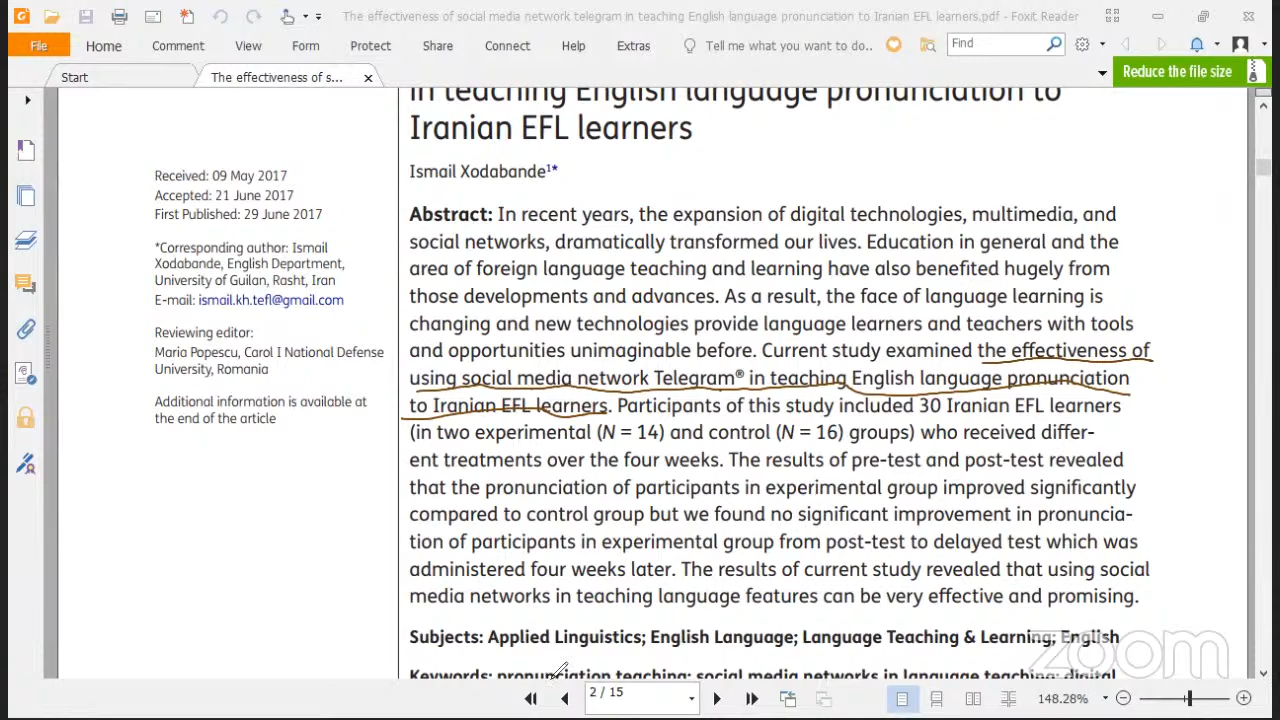 The effectiveness of social media network telegram in teaching English language pronunciation to Iranian EFL learners.pdf - Foxit Reader
File Home Comment View Form Protect Share Connect Help Extras Tell me what you want to do.. Find
Start The effectiveness of s... Reduce the file size
in teaching English language pronunciation to
Iranian EFL learners
Ismail Xodabande¹*
Received: 09 May 2017
Accepted: 21 June 2017
First Published: 29 June 2017
*Corresponding author: Ismail
Xodabande, English Department,
University of Guilan, Rasht, Iran
E-mail: ismail.kh.tefl@gmail.com
Reviewing editor:
Maria Popescu, Carol I National Defense
University, Romania
Additional information is available at
the end of the article
Abstract: In recent years, the expansion of digital technologies, multimedia, and
social networks, dramatically transformed our lives. Education in general and the
area of foreign language teaching and learning have also benefited hugely from
those developments and advances. As a result, the face of language learning is
changing and new technologies provide language learners and teachers with tools
and opportunities unimaginable before. Current study examined the effectiveness of
using social media network Telegram® in teaching English language pronunciation
to Iranian EFL learners. Participants of this study included 30 Iranian EFL learners
(in two experimental (N = 14) and control (N = 16) groups) who received differ-
ent treatments over the four weeks. The results of pre-test and post-test revealed
that the pronunciation of participants in experimental group improved significantly
compared to control group but we found no significant improvement in pronuncia-
tion of participants in experimental group from post-test to delayed test which was
administered four weeks later. The results of current study revealed that using social
media networks in teaching language features can be very effective and promising.
Subjects: Applied Linguistics; English Language; Language Teaching & Learning; English
Keywords: pronunciation teaching; social media networks in language teaching; digital
zoom
2 / 15 148.28%